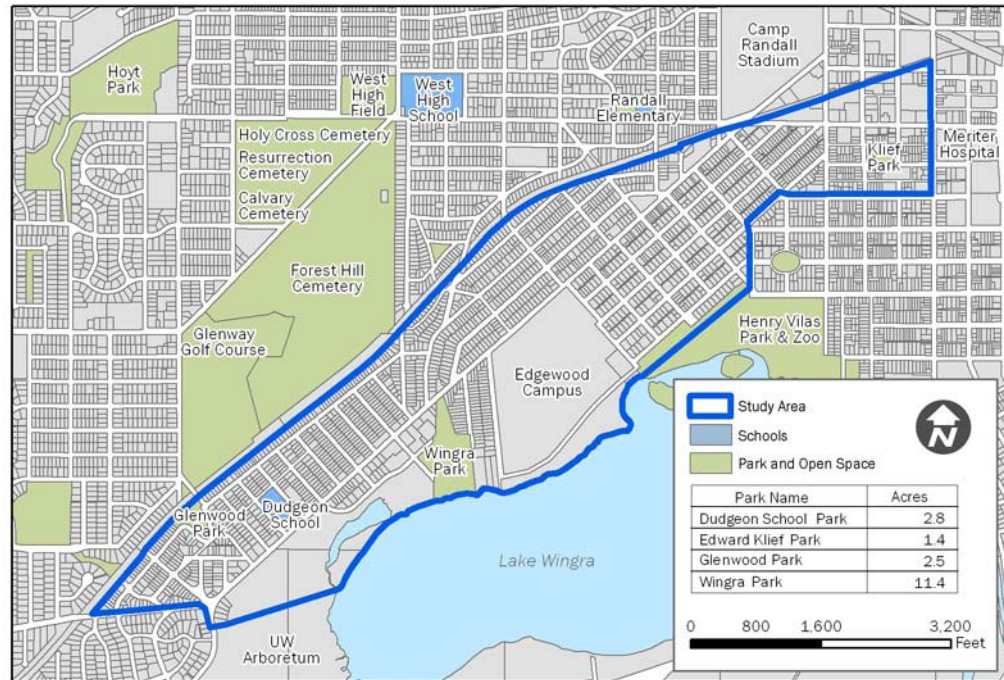 Camp
Randall
Stadium
Hoyt
Park
West
High
Field
West
High
School
Randall
Elementary
Holy Cross Cemetery
Meriter
Hospital
Klief
Park
Resurrection
Cemetery
Calvary
Cemetery
Forest Hill
Cemetery
Glenway
Golf Course
Henry Vilas
Park & Zoo
Edgewood
Campus
Wingra
Park
Glenwood
Park
Dudgeon
School
Lake Wingra
UW
Arboretum
Study Area
Schools
Park and Open Space
N
Park Name Acres
Dudgeon School Park 2.8
Edward Klief Park 1.4
Glenwood Park 2.5
Wingra Park 11.4
0 800 1,600 3,200
Feet